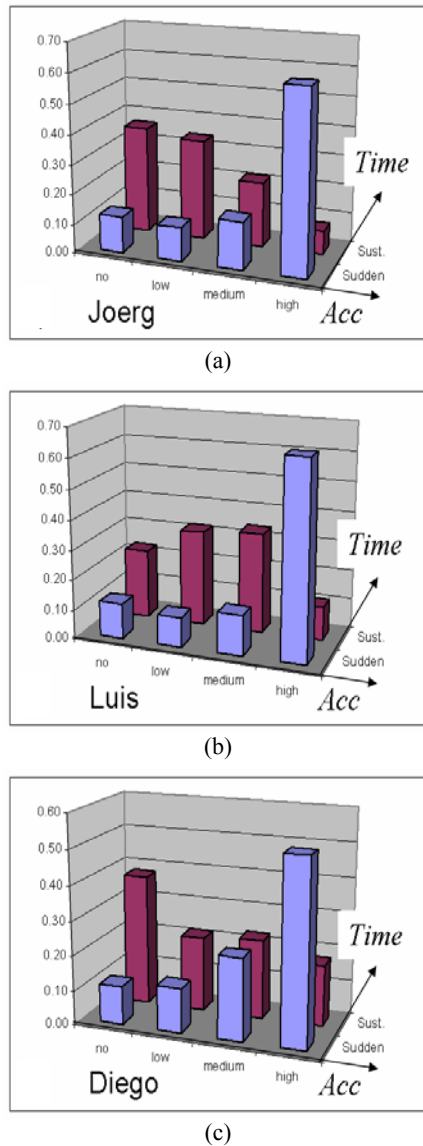 0.70
0.60
0.50
0.40
0.30
0.20
0.10
0.00
no
low
medium
high
Sudden
Sust.
Time
Acc
Joerg
(a)
0.70
0.60
0.50
0.40
0.30
0.20
0.10
0.00
no
low
medium
high
Sudden
Sust.
Time
Acc
Luis
(b)
0.60
0.50
0.40
0.30
0.20
0.10
0.00
no
low
medium
high
Sudden
Sust.
Time
Acc
Diego
(c)